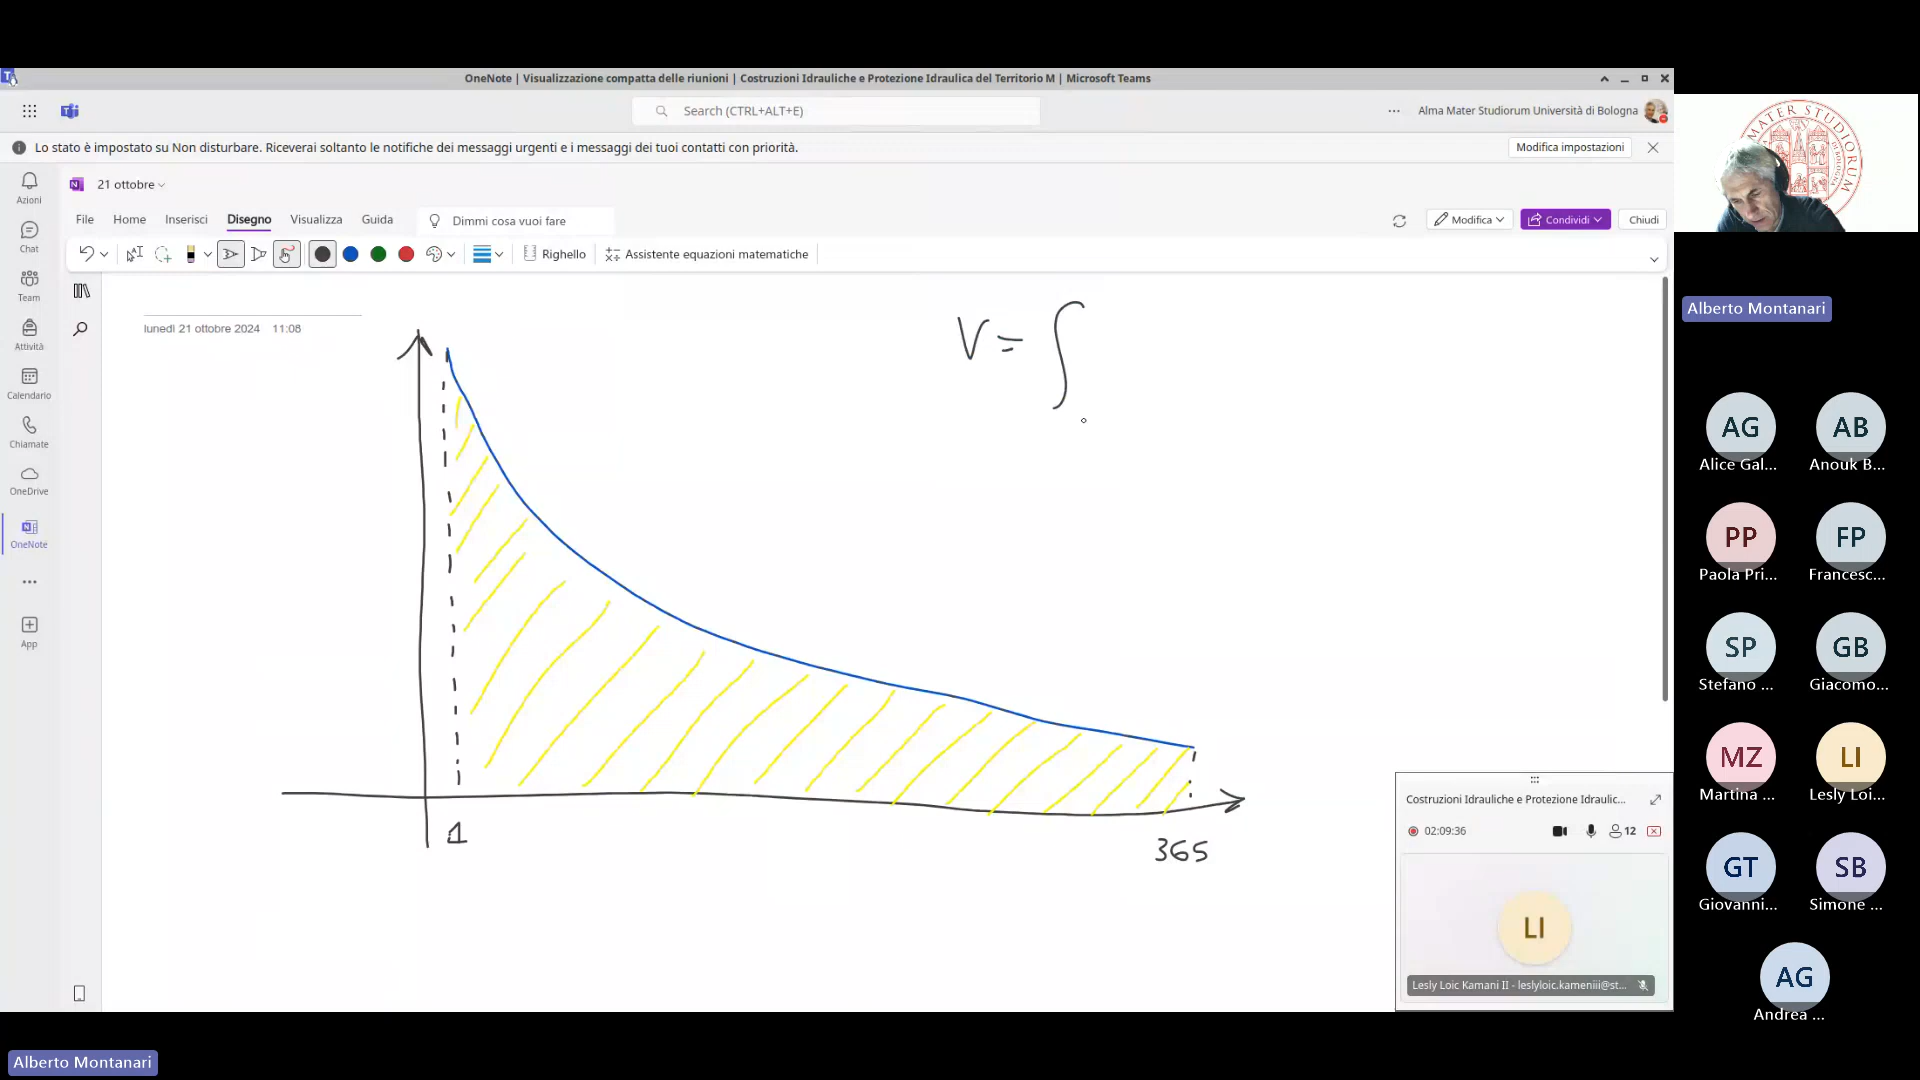 OneNote | Visualizzazione compatta delle riunioni | Costruzioni Idrauliche e Protezione Idraulica del Territorio M | Microsoft Teams
Search (CTRL+ALT+E)
Alma Mater Studiorum Università di Bologna
Lo stato è impostato su Non disturbare. Riceverai soltanto le notifiche dei messaggi urgenti e i messaggi dei tuoi contatti con priorità.
Modifica impostazioni
Azioni
Chat
Team
Attività
Calendario
Chiamate
OneDrive
OneNote
App
21 ottobre
File Home Inserisci Disegno Visualizza Guida
Dimmi cosa vuoi fare
Modifica
Condividi
Chiudi
Righello
Assistente equazioni matematiche
lunedì 21 ottobre 2024 11:08
V = ∫
1
365
Costruzioni Idrauliche e Protezione Idraulic...
02:09:36
12
LI
Lesly Loic Kamani II - leslyloic.kameniii@st...
MATER STUDIORUM
Alberto Montanari
AG
Alice Gal...
AB
Anouk B...
PP
Paola Pri...
FP
Francesc...
SP
Stefano ...
GB
Giacomo...
MZ
Martina ...
LI
Lesly Loi...
GT
Giovanni...
SB
Simone ...
AG
Andrea ...
Alberto Montanari